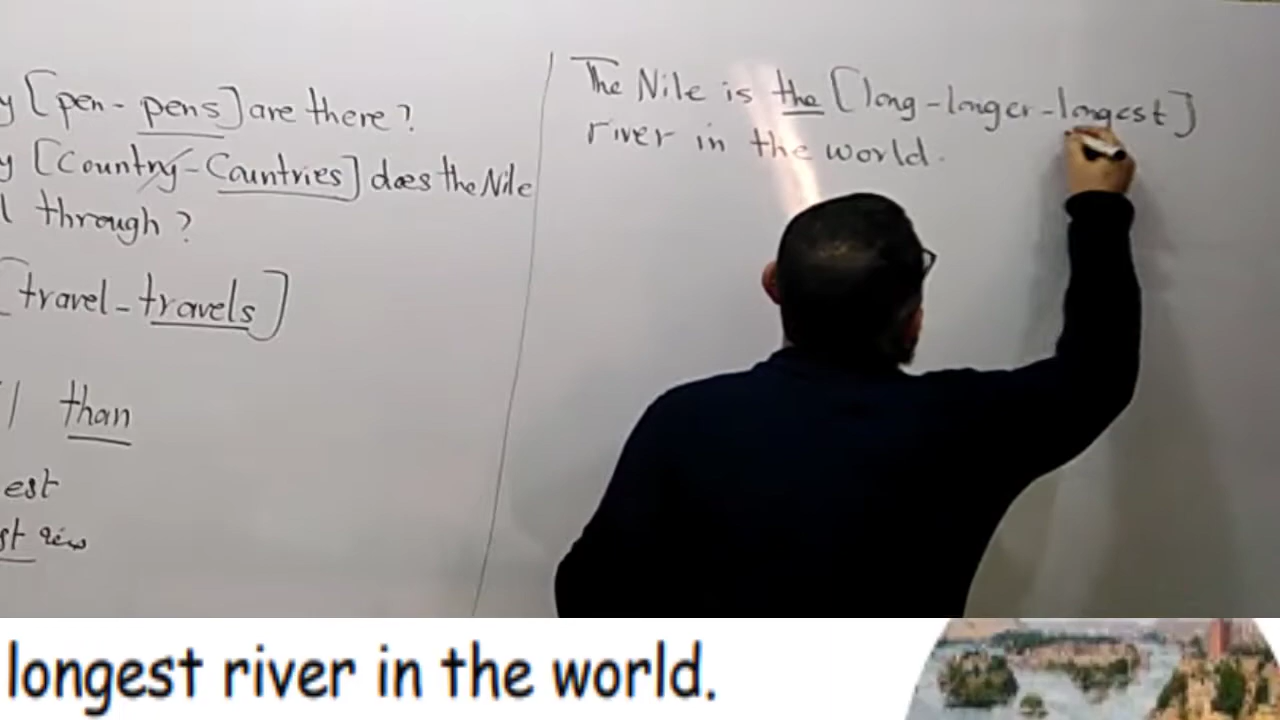 y [pen - pens] are there?
y [Country - Countries] does the Nile
l through?
[travel - travels]
than
est
st
The Nile is the [long - longer - longest]
river in the world.
longest river in the world.